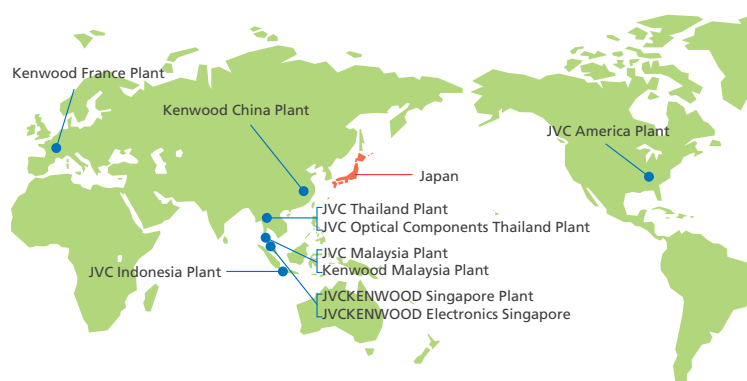 Kenwood France Plant
Kenwood China Plant
JVC America Plant
Japan
JVC Thailand Plant
JVC Optical Components Thailand Plant
JVC Malaysia Plant
Kenwood Malaysia Plant
JVC Indonesia Plant
JVCKENWOOD Singapore Plant
JVCKENWOOD Electronics Singapore